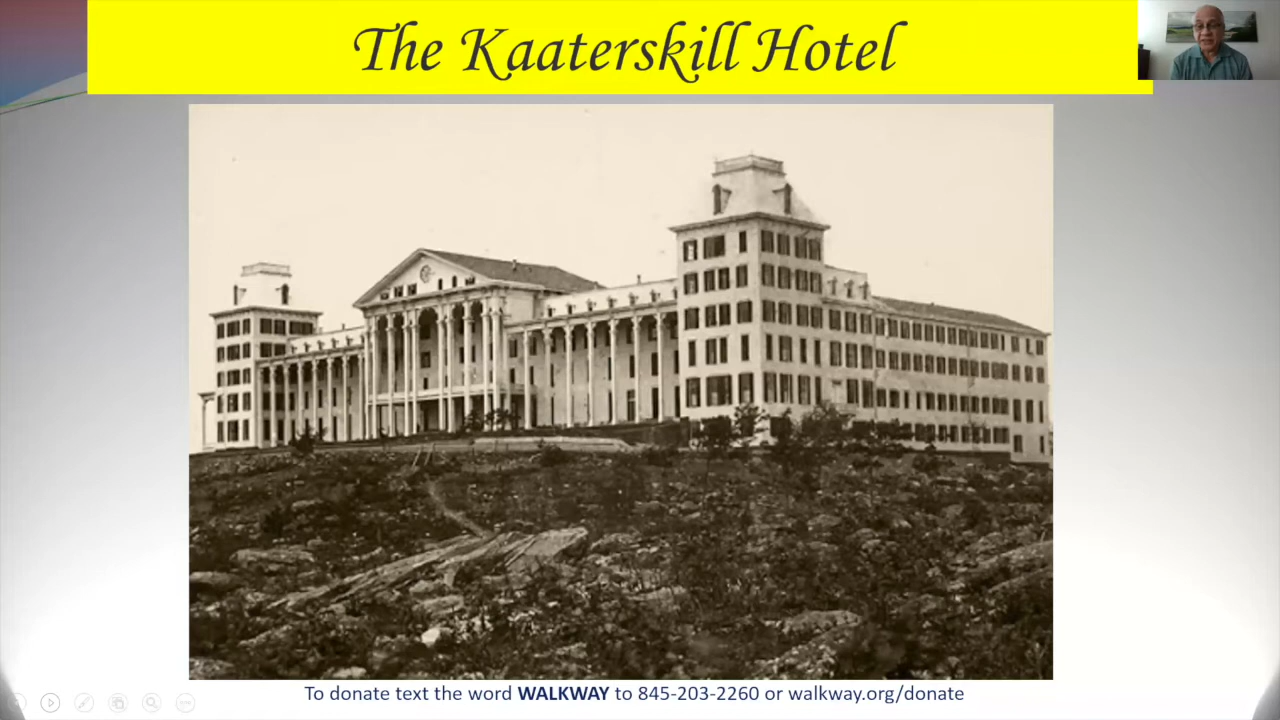 The Kaaterskill Hotel
To donate text the word WALKWAY to 845-203-2260 or walkway.org/donate